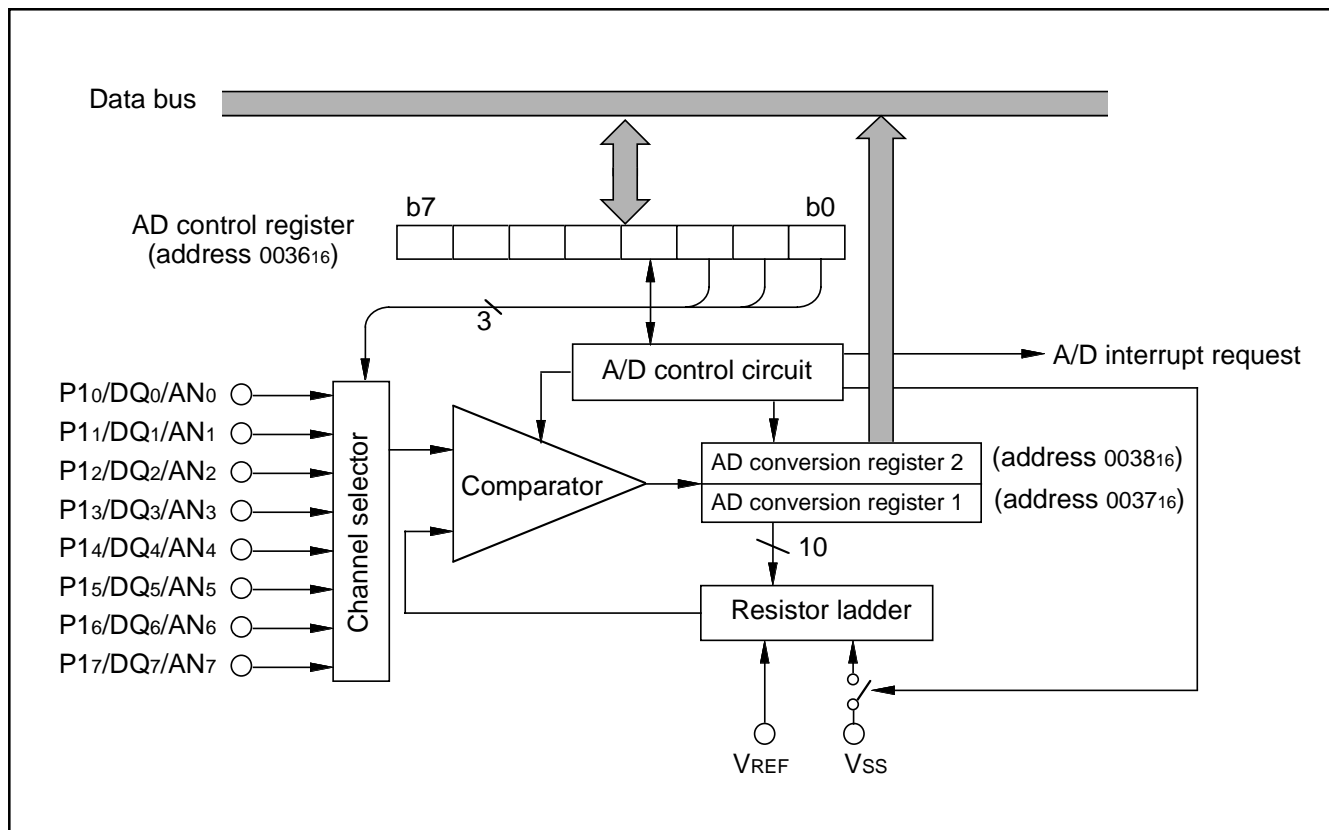 Data bus
b7 b0
AD control register
(address 003616)
3
A/D control circuit
A/D interrupt request
P10/DQ0/AN0
P11/DQ1/AN1
P12/DQ2/AN2
P13/DQ3/AN3
P14/DQ4/AN4
P15/DQ5/AN5
P16/DQ6/AN6
P17/DQ7/AN7
Channel selector
Comparator
AD conversion register 2 (address 003816)
AD conversion register 1 (address 003716)
10
Resistor ladder
VREF VSS